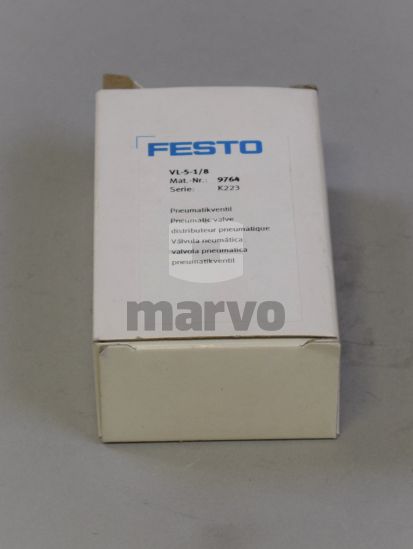 FESTO
VL-5-1/8
Mat.-Nr.: 9764
Serie: K223
Pneumatikventil
Pneumatic valve
distributeur pneumatique
Válvula neumática
valvola pneumatica
pneumatikventil
marvo